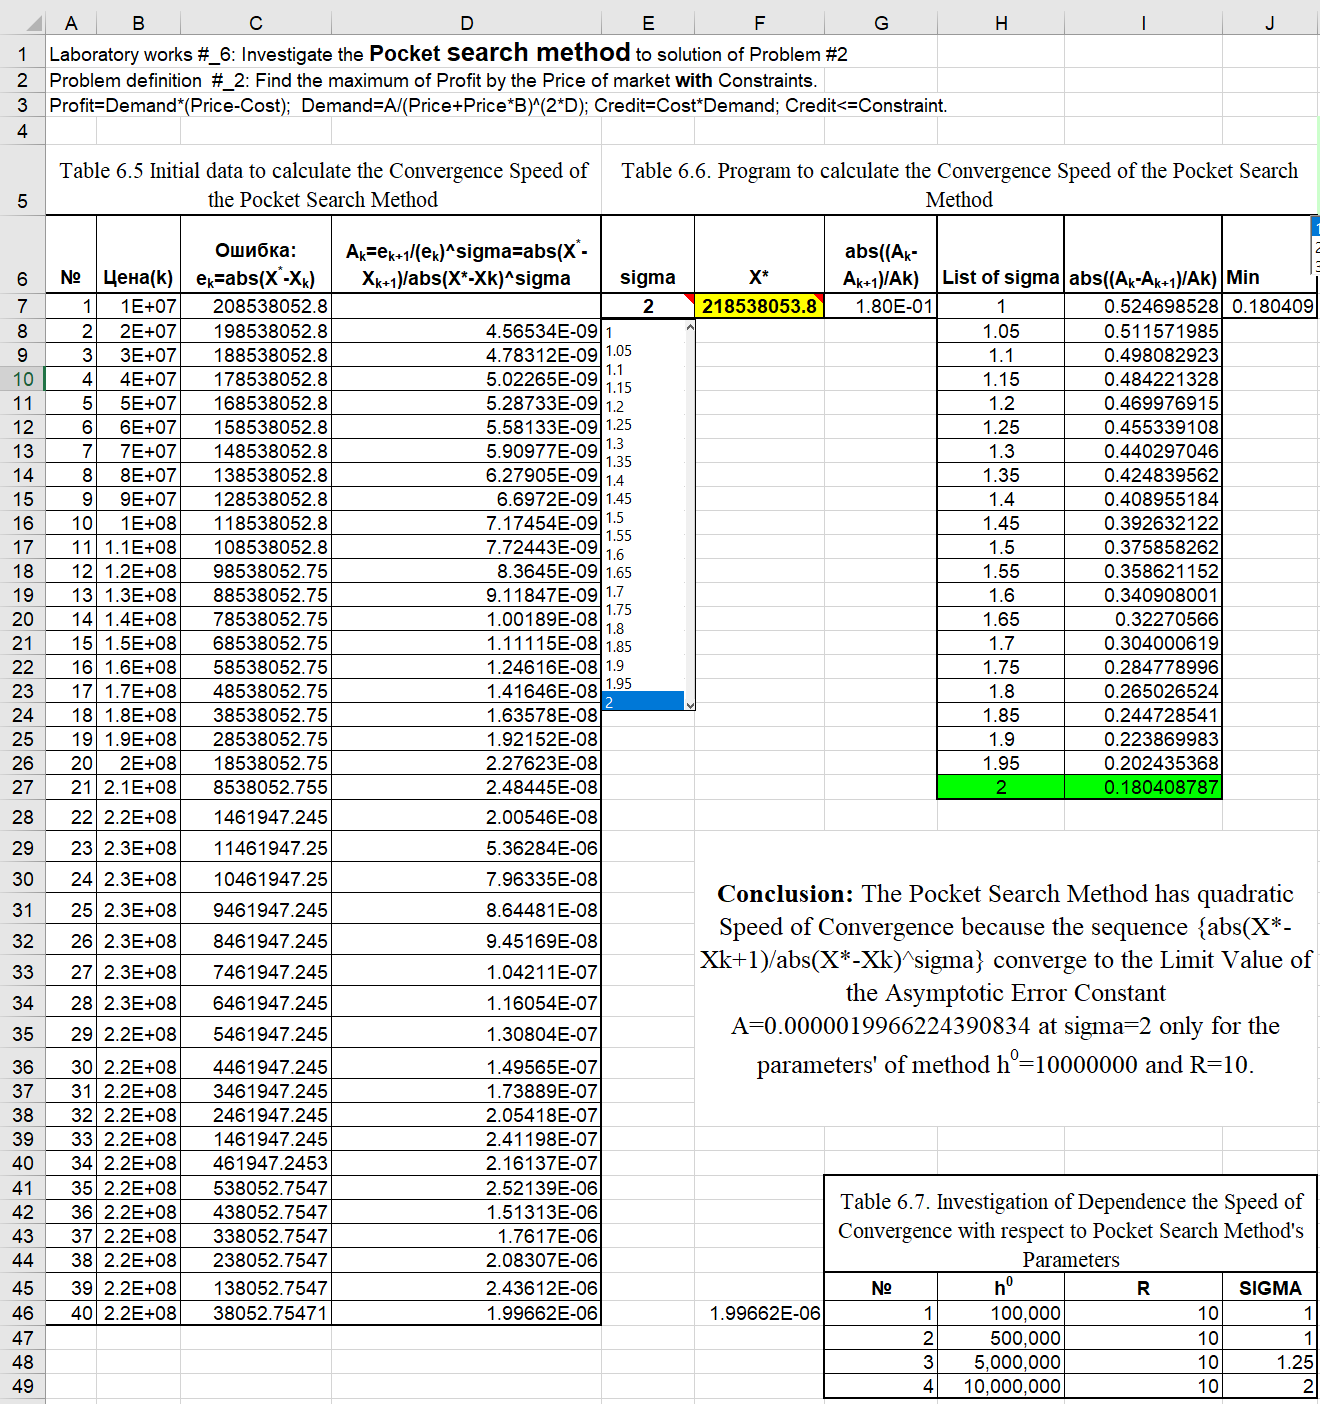 A B C D E F G H I J
1 Laboratory works #_6: Investigate the Pocket search method to solution of Problem #2
2 Problem definition #_2: Find the maximum of Profit by the Price of market with Constraints.
3 Profit=Demand*(Price-Cost); Demand=A/(Price+Price*B)^(2*D); Credit=Cost*Demand; Credit<=Constraint.
4
Table 6.5 Initial data to calculate the Convergence Speed of Table 6.6. Program to calculate the Convergence Speed of the Pocket Search
5 the Pocket Search Method Method
Ошибка: Ak=ek+1/(ek)^sigma=abs(X*- abs((Ak-
6 № Цена(k) ek=abs(X*-Xk) Xk+1)/abs(X*-Xk)^sigma sigma X* Ak+1)/Ak) List of sigma abs((Ak-Ak+1)/Ak) Min
7 1 1E+07 208538052.8 2 218538053.8 1.80E-01 1 0.524698528 0.180409
8 2 2E+07 198538052.8 4.56534E-09 1 1.05 0.511571985
9 3 3E+07 188538052.8 4.78312E-09 1.05 1.1 0.498082923
10 4 4E+07 178538052.8 5.02265E-09 1.1 1.15 0.484221328
1.15
11 5 5E+07 168538052.8 5.28733E-09 1.2 1.2 0.469976915
12 6 6E+07 158538052.8 5.58133E-09 1.25 1.25 0.455339108
13 7 7E+07 148538052.8 5.90977E-09 1.3 1.3 0.440297046
1.35
14 8 8E+07 138538052.8 6.27905E-09 1.4 1.35 0.424839562
15 9 9E+07 128538052.8 6.6972E-09 1.45 1.4 0.408955184
16 10 1E+08 118538052.8 7.17454E-09 1.5 1.45 0.392632122
1.55
17 11 1.1E+08 108538052.8 7.72443E-09 1.6 1.5 0.375858262
18 12 1.2E+08 98538052.75 8.3645E-09 1.65 1.55 0.358621152
19 13 1.3E+08 88538052.75 9.11847E-09 1.7 1.6 0.340908001
1.75
20 14 1.4E+08 78538052.75 1.00189E-08 1.8 1.65 0.32270566
21 15 1.5E+08 68538052.75 1.11115E-08 1.85 1.7 0.304000619
22 16 1.6E+08 58538052.75 1.24616E-08 1.9 1.75 0.284778996
23 17 1.7E+08 48538052.75 1.41646E-08 1.95 1.8 0.265026524
24 18 1.8E+08 38538052.75 1.63578E-08 2 1.85 0.244728541
25 19 1.9E+08 28538052.75 1.92152E-08 1.9 0.223869983
26 20 2E+08 18538052.75 2.27623E-08 1.95 0.202435368
27 21 2.1E+08 8538052.755 2.48445E-08 2 0.180408787
28 22 2.2E+08 1461947.245 2.00546E-08
29 23 2.3E+08 11461947.25 5.36284E-06
30 24 2.3E+08 10461947.25 7.96335E-08
31 25 2.3E+08 9461947.245 8.64481E-08
32 26 2.3E+08 8461947.245 9.45169E-08
33 27 2.3E+08 7461947.245 1.04211E-07
34 28 2.3E+08 6461947.245 1.16054E-07
35 29 2.2E+08 5461947.245 1.30804E-07
36 30 2.2E+08 4461947.245 1.49565E-07
37 31 2.2E+08 3461947.245 1.73889E-07
38 32 2.2E+08 2461947.245 2.05418E-07
39 33 2.2E+08 1461947.245 2.41198E-07
40 34 2.2E+08 461947.2453 2.16137E-07
41 35 2.2E+08 538052.7547 2.52139E-06
42 36 2.2E+08 438052.7547 1.51313E-06
43 37 2.2E+08 338052.7547 1.7617E-06
44 38 2.2E+08 238052.7547 2.08307E-06
45 39 2.2E+08 138052.7547 2.43612E-06
46 40 2.2E+08 38052.75471 1.99662E-06 1.99662E-06
47
48
49
Conclusion: The Pocket Search Method has quadratic
Speed of Convergence because the sequence {abs(X*-
Xk+1)/abs(X*-Xk)^sigma} converge to the Limit Value of
the Asymptotic Error Constant
A=0.0000019966224390834 at sigma=2 only for the
parameters' of method h0=10000000 and R=10.
Table 6.7. Investigation of Dependence the Speed of
Convergence with respect to Pocket Search Method's
Parameters
№ h0 R SIGMA
1 100,000 10 1
2 500,000 10 1
3 5,000,000 10 1.25
4 10,000,000 10 2